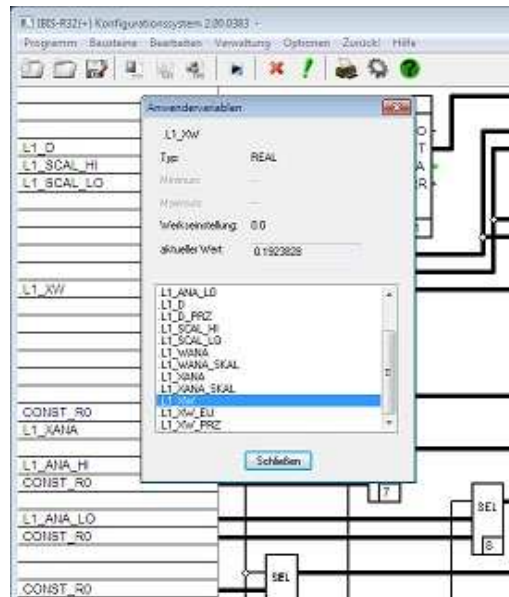 IBIS-R32(+) Konfigurationssystem 2.00.0383 -
Programm Bausteine Bearbeiten Verwaltung Optionen Zurück! Hilfe
Anwendervariablen
.L1_XW
Typ: REAL
Minimum: ---
Maximum: ---
Werkseinstellung: 0.0
aktueller Wert: 0.1923828
L1_ANA_LO
L1_D
L1_D_PRZ
L1_SCAL_HI
L1_SCAL_LO
L1_WANA
L1_WANA_SKAL
L1_XANA
L1_XANA_SKAL
L1_XW
L1_XW_EU
L1_XW_PRZ
Schließen
L1_D
L1_SCAL_HI
L1_SCAL_LO
L1_XW
CONST_R0
L1_XANA
L1_ANA_HI
CONST_R0
L1_ANA_LO
CONST_R0
CONST_R0
O
T
A
R
7
SEL
6
SEL